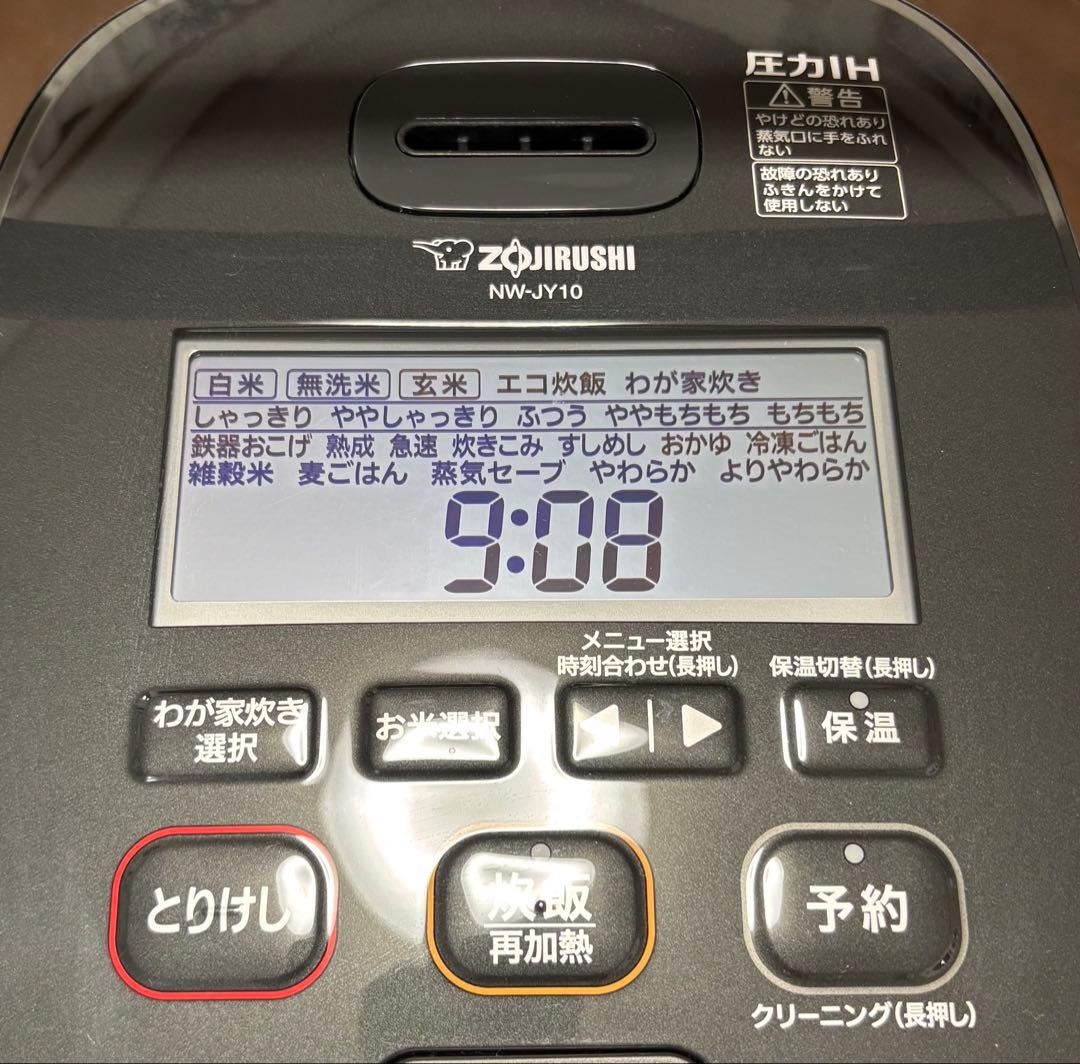 圧力IH
警告
やけどの恐れあり
蒸気口に手をふれ
ない
故障の恐れあり
ふきんをかけて
使用しない
ZOJIRUSHI
NW-JY10
白米 無洗米 玄米 エコ炊飯 わが家炊き
しゃっきり ややしゃっきり ふつう ややもちもち もちもち
鉄器おこげ 熟成 急速 炊きこみ すしめし おかゆ 冷凍ごはん
雑穀米 麦ごはん 蒸気セーブ やわらか よりやわらか
9:08
メニュー選択
時刻合わせ(長押し) 保温切替(長押し)
わが家炊き
選択
お米選択
保温
とりけし
炊飯
再加熱
予約
クリーニング(長押し)